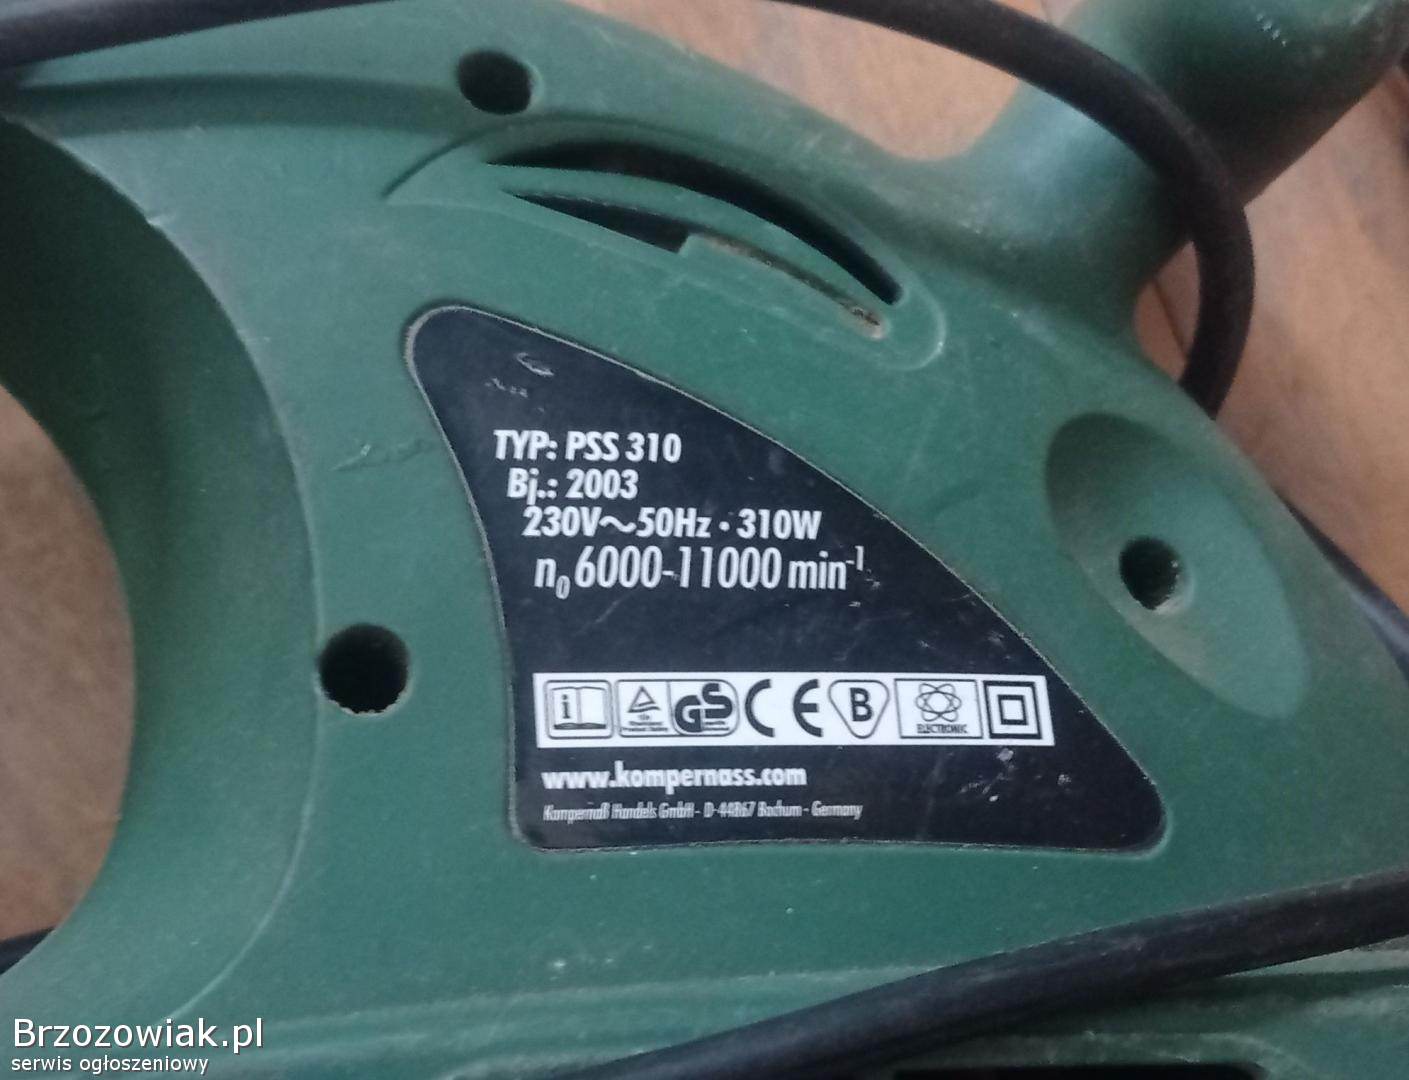 TYP: PSS 310
Bj.: 2003
230V~50Hz · 310W
n₀ 6000-11000 min⁻¹
i GS CE B ELECTRONIC
www.kompernass.com
Kompernaß Handels GmbH - D-44867 Bochum - Germany
Brzozowiak.pl
serwis ogłoszeniowy